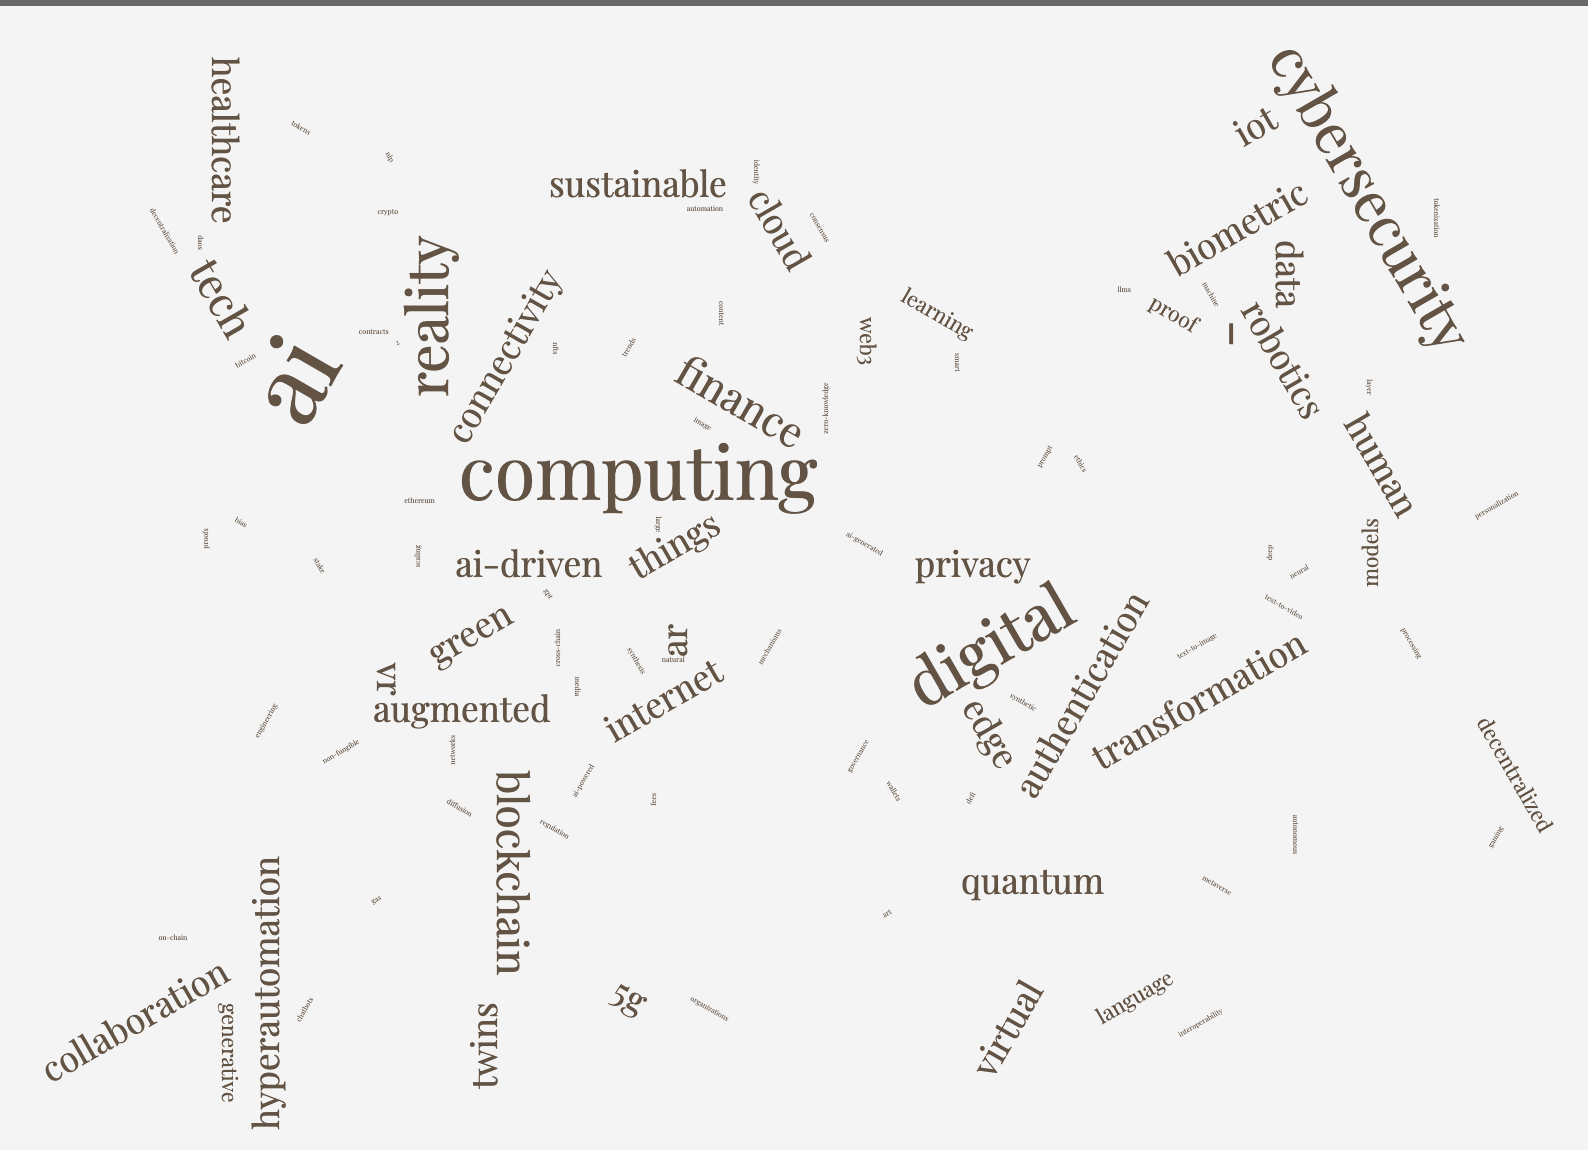 cybersecurity
healthcare
iot
tokens
nlp
identity
sustainable
automation
crypto
biometric
cloud
consensus
tokenization
decentralization
daos
tech
reality
data
connectivity
llms
machine
content
learning
proof
contracts
2
nfts
trends
web3
–
robotics
bitcoin
ai
smart
finance
layer
zero-knowledge
image
human
computing
prompt
ethics
ethereum
personalization
bias
large
things
proofs
ai-generated
models
scaling
stake
ai-driven
privacy
deep
neural
gpt
text-to-video
digital
green
cross-chain
ar
mechanisms
authentication
text-to-image
processing
synthesis
natural
vr
media
internet
synthetic
transformation
augmented
engineering
edge
non-fungible
networks
governance
decentralized
ai-powered
wallets
defi
fees
diffusion
regulation
blockchain
autonomous
gaming
quantum
metaverse
hyperautomation
gas
art
on-chain
collaboration
5g
organizations
virtual
language
chatbots
generative
twins
interoperability